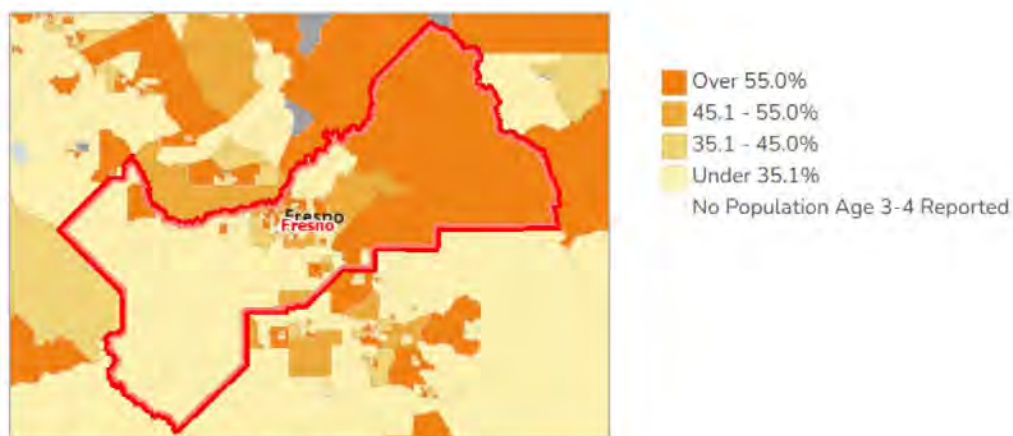 Fresno
Fresno
Over 55.0%
45.1 - 55.0%
35.1 - 45.0%
Under 35.1%
No Population Age 3-4 Reported